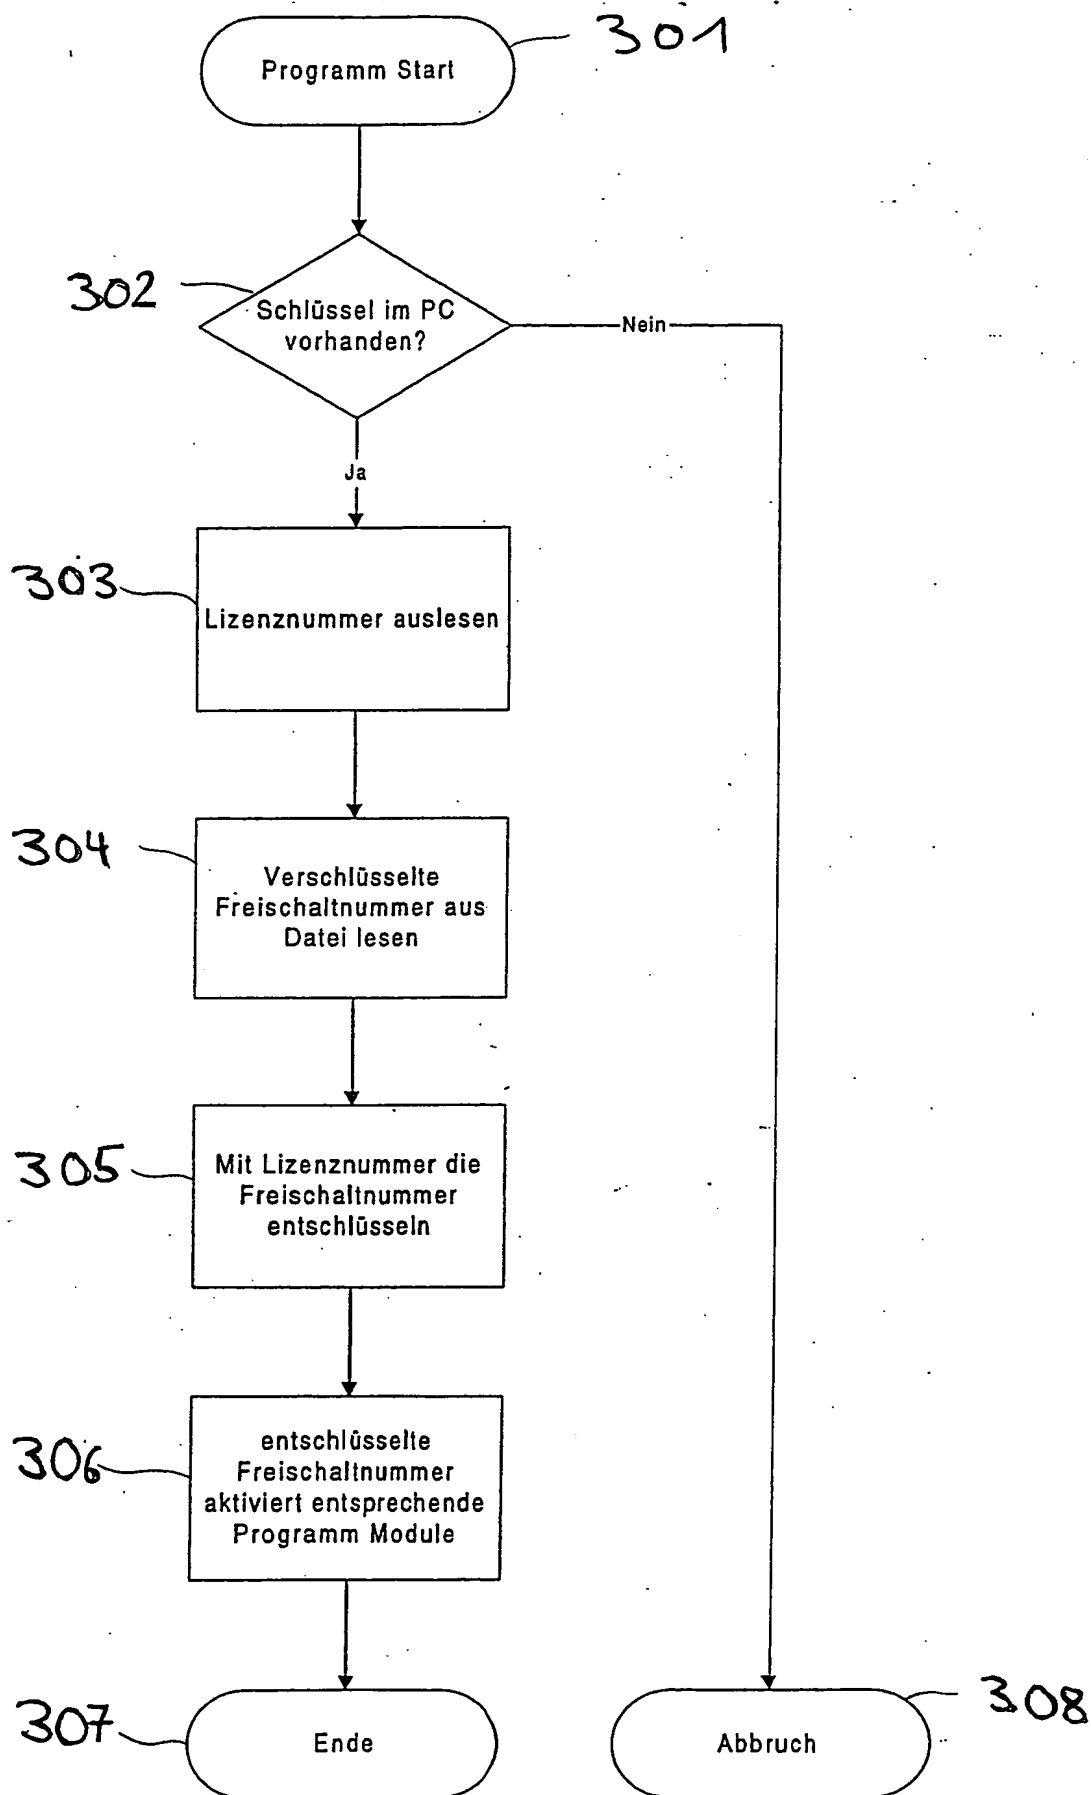 301
Programm Start
302
Schlüssel im PC
vorhanden?
Nein
Ja
303
Lizenznummer auslesen
304
Verschlüsselte
Freischaltnummer aus
Datei lesen
305
Mit Lizenznummer die
Freischaltnummer
entschlüsseln
306
entschlüsselte
Freischaltnummer
aktiviert entsprechende
Programm Module
307
Ende
308
Abbruch